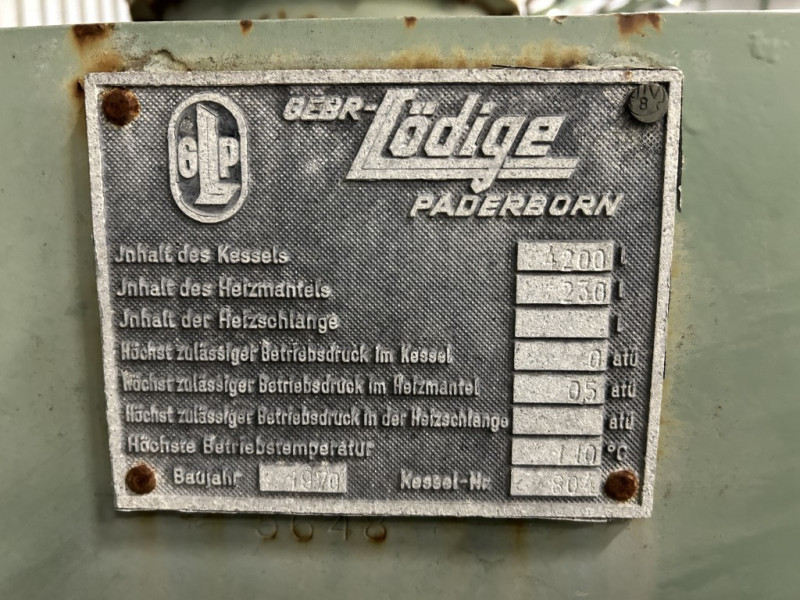 GLP
GEBR-Lödige
PADERBORN
Jnhalt des Kessels 4200 l
Jnhalt des Heizmantels 230 l
Jnhalt der Heizschlange l
Höchst zulässiger Betriebsdruck im Kessel 0 atü
Höchst zulässiger Betriebsdruck im Heizmantel 0,5 atü
Höchst zulässiger Betriebsdruck in der Heizschlange atü
Höchste Betriebstemperatur 110 °C
Baujahr 1970 Kessel-Nr. 804
5648